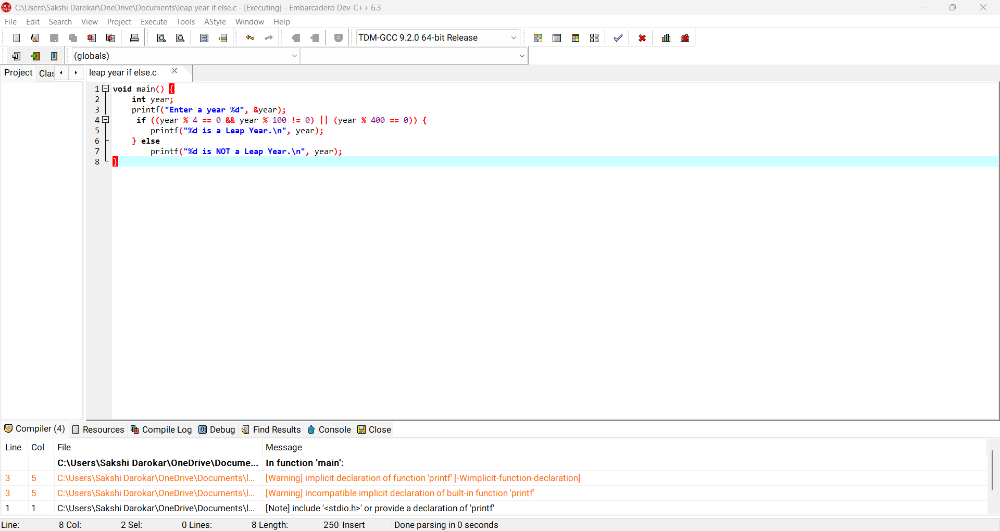 C:\Users\Sakshi Darokar\OneDrive\Documents\leap year if else.c - [Executing] - Embarcadero Dev-C++ 6.3
File Edit Search View Project Execute Tools AStyle Window Help
TDM-GCC 9.2.0 64-bit Release
(globals)
Project Clas leap year if else.c
1 void main() {
2 int year;
3 printf("Enter a year %d", &year);
4 if ((year % 4 == 0 && year % 100 != 0) || (year % 400 == 0)) {
5 printf("%d is a Leap Year.\n", year);
6 } else
7 printf("%d is NOT a Leap Year.\n", year);
8 }
Compiler (4) Resources Compile Log Debug Find Results Console Close
Line Col File Message
C:\Users\Sakshi Darokar\OneDrive\Docume... In function 'main':
3 5 C:\Users\Sakshi Darokar\OneDrive\Documents\l... [Warning] implicit declaration of function 'printf' [-Wimplicit-function-declaration]
3 5 C:\Users\Sakshi Darokar\OneDrive\Documents\l... [Warning] incompatible implicit declaration of built-in function 'printf'
1 1 C:\Users\Sakshi Darokar\OneDrive\Documents\l... [Note] include '<stdio.h>' or provide a declaration of 'printf'
Line: 8 Col: 2 Sel: 0 Lines: 8 Length: 250 Insert Done parsing in 0 seconds